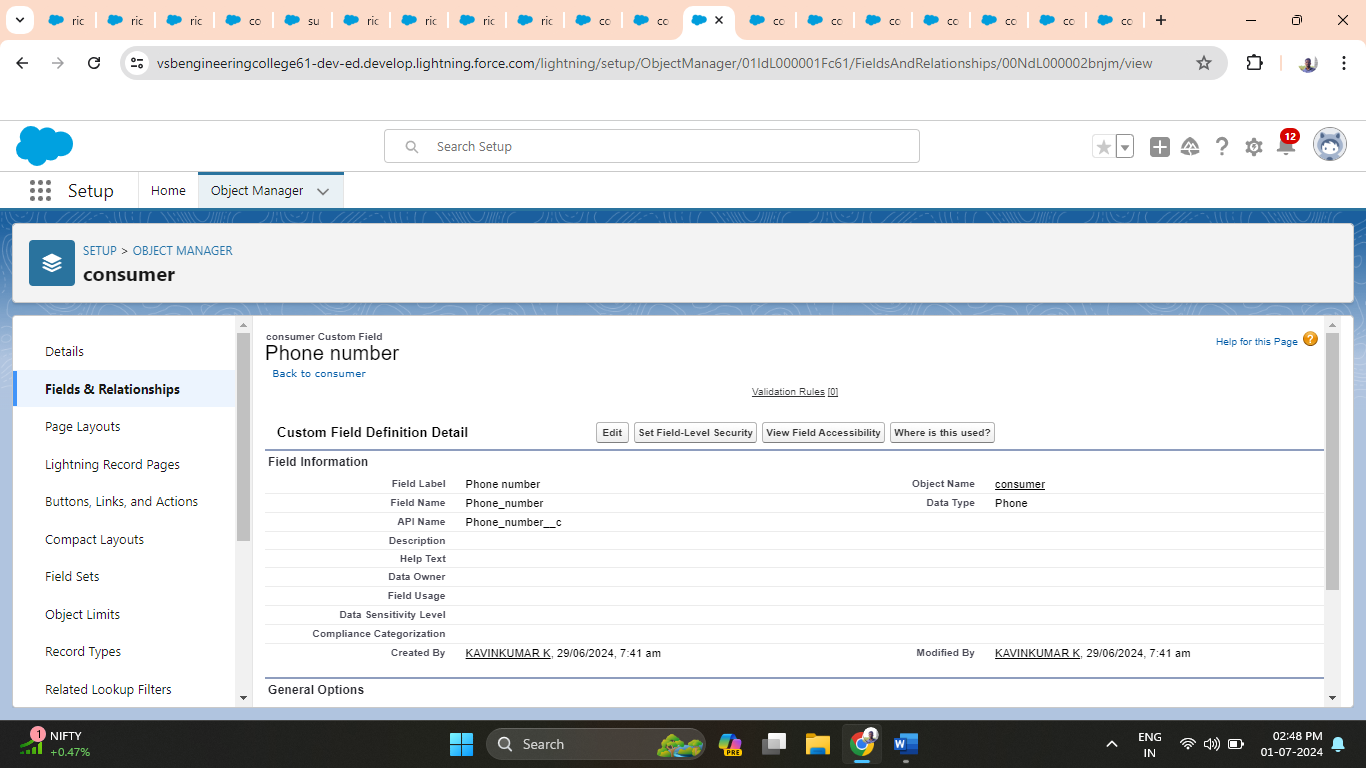 ric ric ric co su ric ric ric ric co co co co co co co co co
vsbengineeringcollege61-dev-ed.develop.lightning.force.com/lightning/setup/ObjectManager/01IdL000001Fc61/FieldsAndRelationships/00NdL000002bnjm/view
Search Setup
12
Setup
Home
Object Manager
SETUP > OBJECT MANAGER
consumer
Details
Fields & Relationships
Page Layouts
Lightning Record Pages
Buttons, Links, and Actions
Compact Layouts
Field Sets
Object Limits
Record Types
Related Lookup Filters
consumer Custom Field
Phone number
Back to consumer
Help for this Page
Validation Rules [0]
Custom Field Definition Detail
Edit
Set Field-Level Security
View Field Accessibility
Where is this used?
Field Information
Field Label Phone number Object Name consumer
Field Name Phone_number Data Type Phone
API Name Phone_number__c
Description
Help Text
Data Owner
Field Usage
Data Sensitivity Level
Compliance Categorization
Created By KAVINKUMAR K, 29/06/2024, 7:41 am Modified By KAVINKUMAR K, 29/06/2024, 7:41 am
General Options
1
NIFTY
+0.47%
Search
PRE
ENG
IN
02:48 PM
01-07-2024